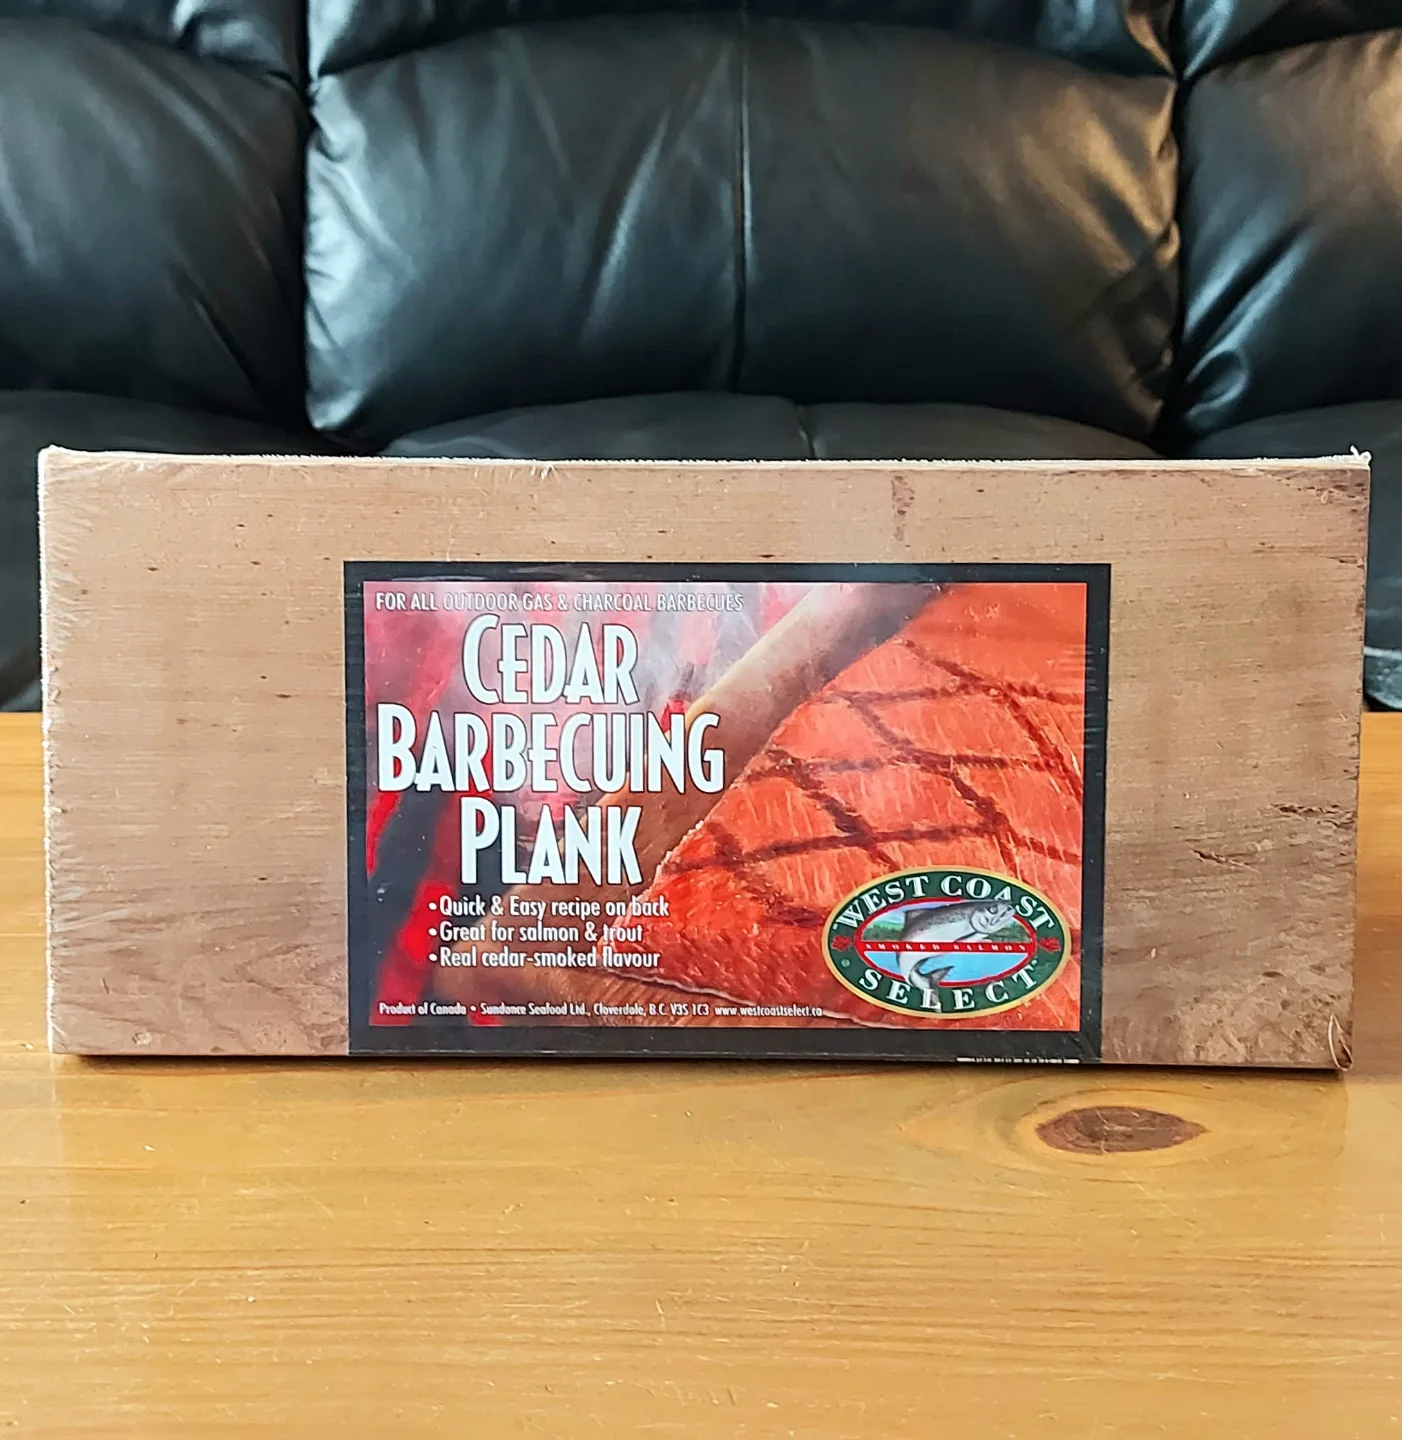 FOR ALL OUTDOOR GAS & CHARCOAL BARBECUES
CEDAR
BARBECUING
PLANK
• Quick & Easy recipe on back
• Great for salmon & trout
• Real cedar-smoked flavour
Product of Canada • Sundance Seafood Ltd., Cloverdale, B.C. V3S 1C3 www.westcoastselect.ca
WEST COAST
SMOKED SALMON
SELECT